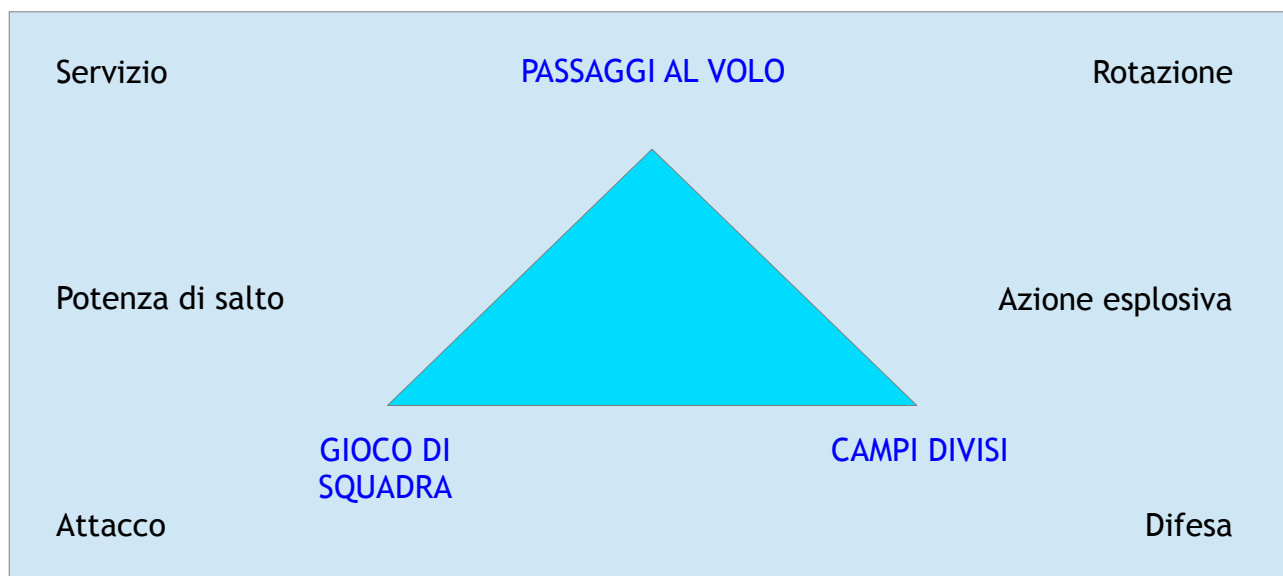 Servizio
PASSAGGI AL VOLO
Rotazione
Potenza di salto
Azione esplosiva
GIOCO DI
SQUADRA
CAMPI DIVISI
Attacco
Difesa